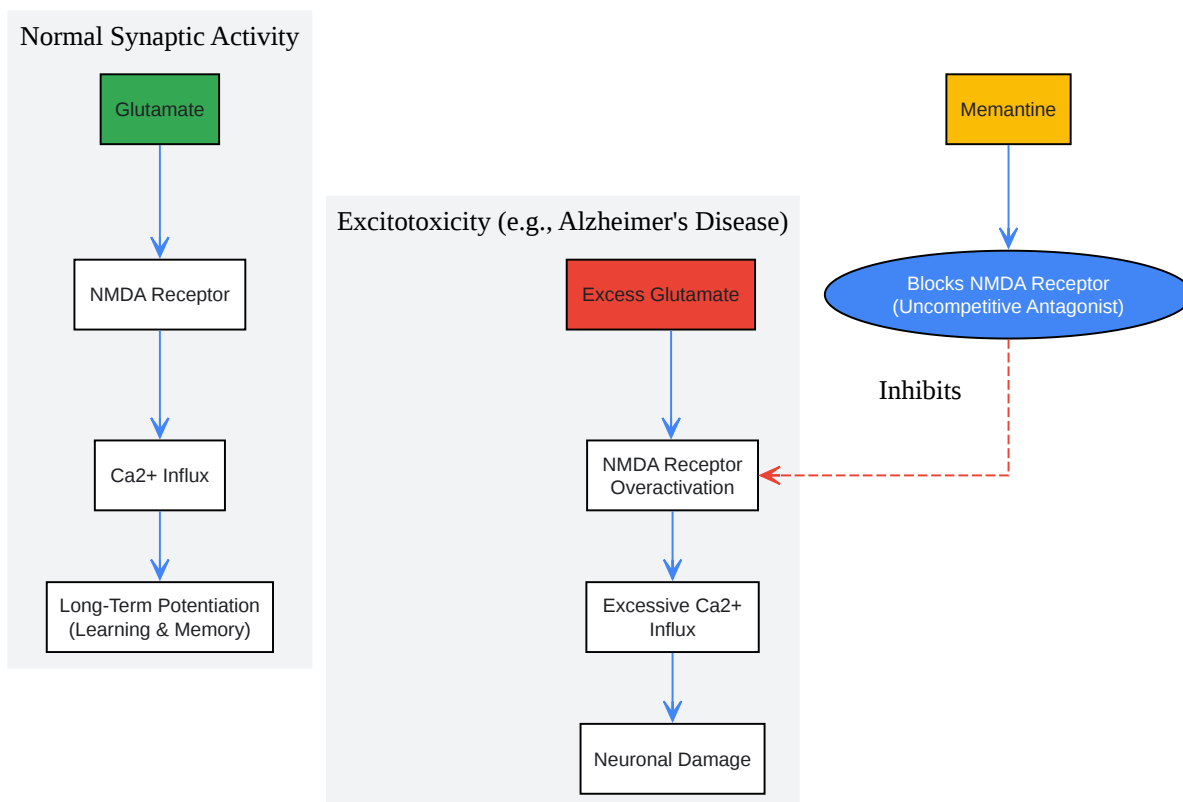 Normal Synaptic Activity
Glutamate
NMDA Receptor
Ca2+ Influx
Long-Term Potentiation
(Learning & Memory)
Excitotoxicity (e.g., Alzheimer's Disease)
Excess Glutamate
NMDA Receptor
Overactivation
Excessive Ca2+
Influx
Neuronal Damage
Memantine
Blocks NMDA Receptor
(Uncompetitive Antagonist)
Inhibits